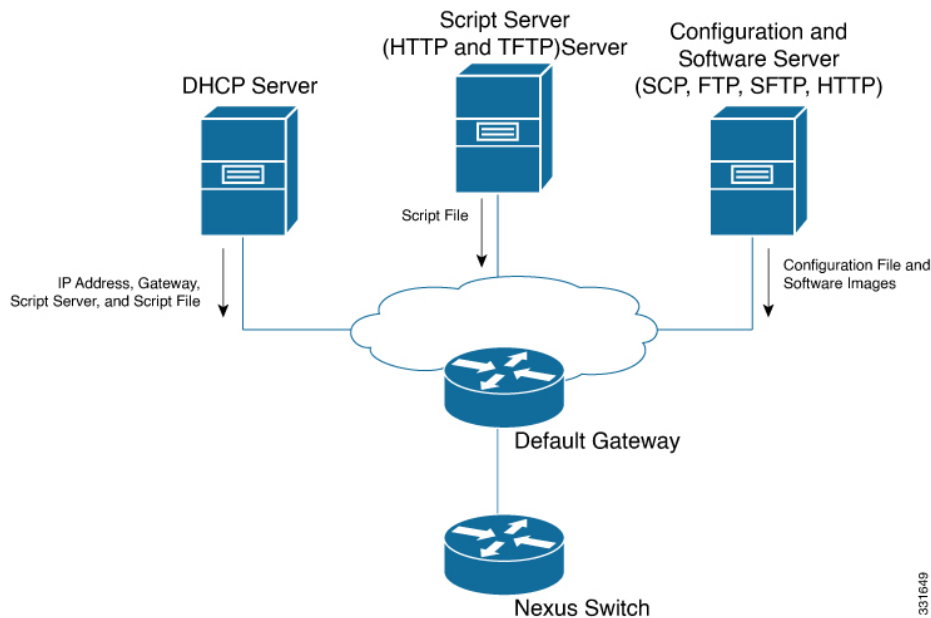 Script Server
(HTTP and TFTP)Server
Configuration and
Software Server
(SCP, FTP, SFTP, HTTP)
DHCP Server
Script File
IP Address, Gateway,
Script Server, and Script File
Configuration File and
Software Images
Default Gateway
Nexus Switch
331649